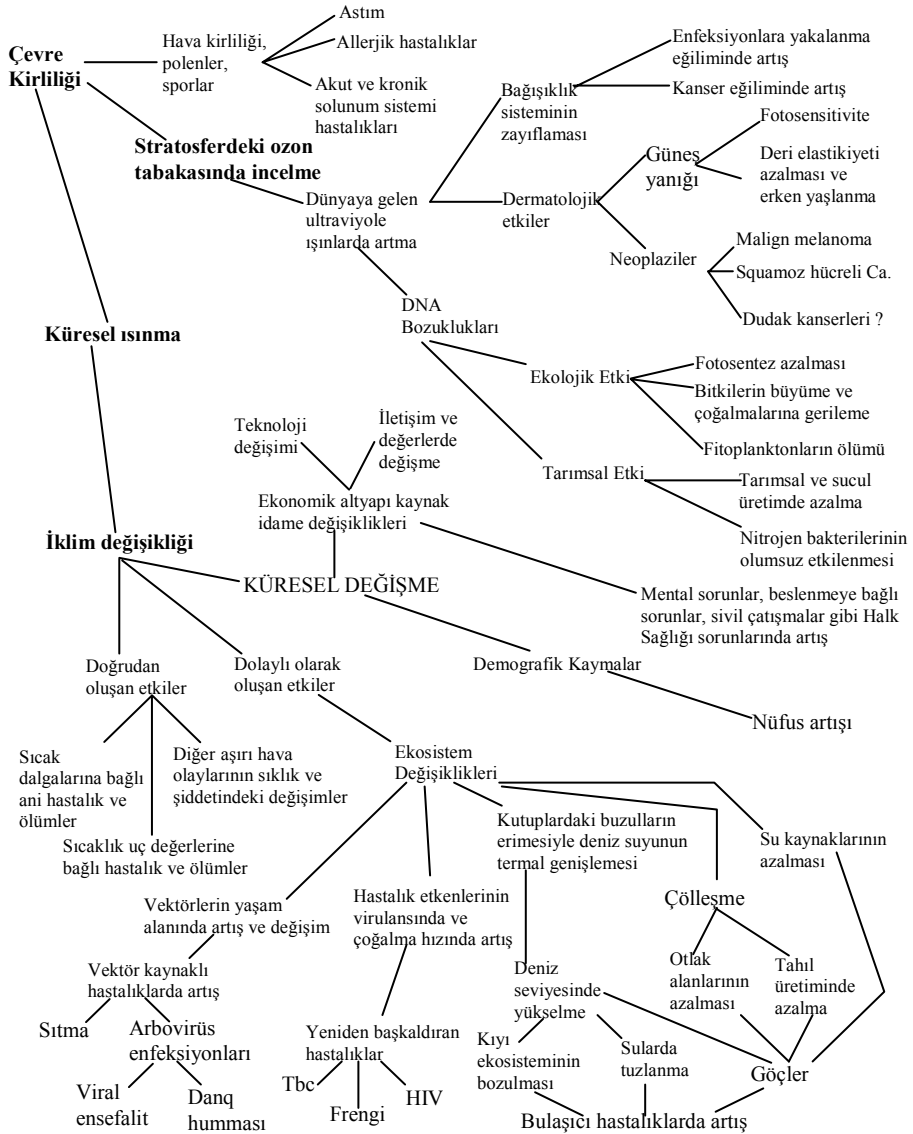 Çevre
Kirliliği
Hava kirliliği,
polenler,
sporlar
Astım
Allerjik hastalıklar
Akut ve kronik
solunum sistemi
hastalıkları
Stratosferdeki ozon
tabakasında incelme
Dünyaya gelen
ultraviyole
ışınlarda artma
Bağışıklık
sisteminin
zayıflaması
Enfeksiyonlara yakalanma
eğiliminde artış
Kanser eğiliminde artış
Dermatolojik
etkiler
Güneş
yanığı
Fotosensitivite
Deri elastikiyeti
azalması ve
erken yaşlanma
Neoplaziler
Malign melanoma
Squamoz hücreli Ca.
Dudak kanserleri ?
DNA
Bozuklukları
Ekolojik Etki
Fotosentez azalması
Bitkilerin büyüme ve
çoğalmalarına gerileme
Fitoplanktonların ölümü
Tarımsal Etki
Tarımsal ve sucul
üretimde azalma
Nitrojen bakterilerinin
olumsuz etkilenmesi
Küresel ısınma
Teknoloji
değişimi
İletişim ve
değerlerde
değişme
Ekonomik altyapı kaynak
idame değişiklikleri
İklim değişikliği
KÜRESEL DEĞİŞME
Mental sorunlar, beslenmeye bağlı
sorunlar, sivil çatışmalar gibi Halk
Sağlığı sorunlarında artış
Demografik Kaymalar
Nüfus artışı
Doğrudan
oluşan etkiler
Dolaylı olarak
oluşan etkiler
Sıcak
dalgalarına bağlı
ani hastalık ve
ölümler
Diğer aşırı hava
olaylarının sıklık ve
şiddetindeki değişimler
Sıcaklık uç değerlerine
bağlı hastalık ve ölümler
Ekosistem
Değişiklikleri
Kutuplardaki buzulların
erimesiyle deniz suyunun
termal genişlemesi
Su kaynaklarının
azalması
Vektörlerin yaşam
alanında artış ve değişim
Hastalık etkenlerinin
virulansında ve
çoğalma hızında artış
Çölleşme
Vektör kaynaklı
hastalıklarda artış
Deniz
seviyesinde
yükselme
Otlak
alanlarının
azalması
Tahıl
üretiminde
azalma
Sıtma
Arbovirüs
enfeksiyonları
Yeniden başkaldıran
hastalıklar
Kıyı
ekosisteminin
bozulması
Sularda
tuzlanma
Göçler
Viral
ensefalit
Danq
humması
Tbc
Frengi
HIV
Bulaşıcı hastalıklarda artış